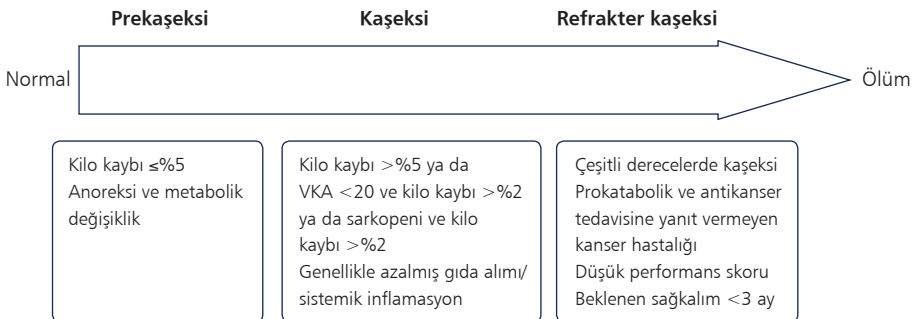 Prekaşeksi
Kaşeksi
Refrakter kaşeksi
Normal
Ölüm
Kilo kaybı ≤%5
Anoreksi ve metabolik
değişiklik
Kilo kaybı >%5 ya da
VKA <20 ve kilo kaybı >%2
ya da sarkopeni ve kilo
kaybı >%2
Genellikle azalmış gıda alımı/
sistemik inflamasyon
Çeşitli derecelerde kaşeksi
Prokatabolik ve antikanser
tedavisine yanıt vermeyen
kanser hastalığı
Düşük performans skoru
Beklenen sağkalım <3 ay